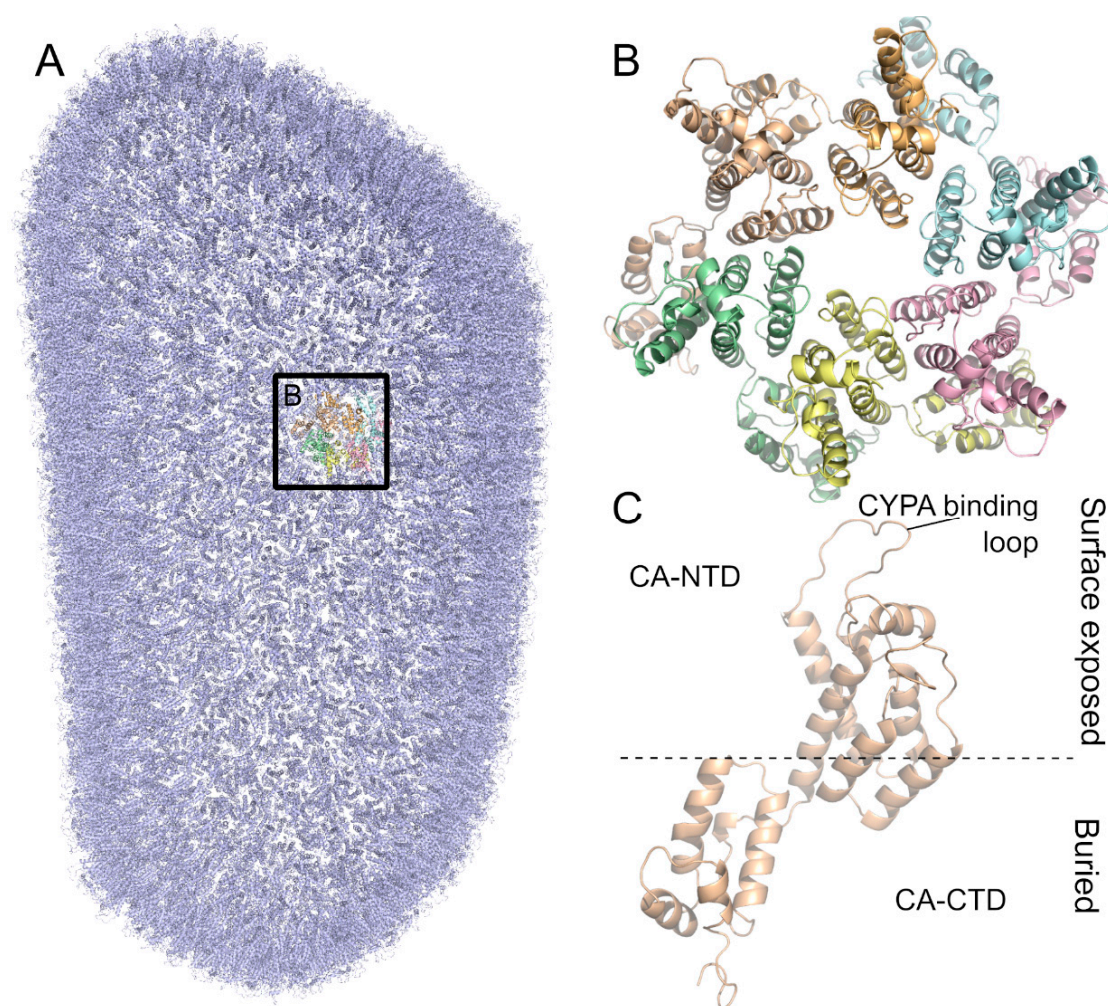 A
B
B
C
CYPA binding
loop
CA-NTD
Surface exposed
Buried
CA-CTD